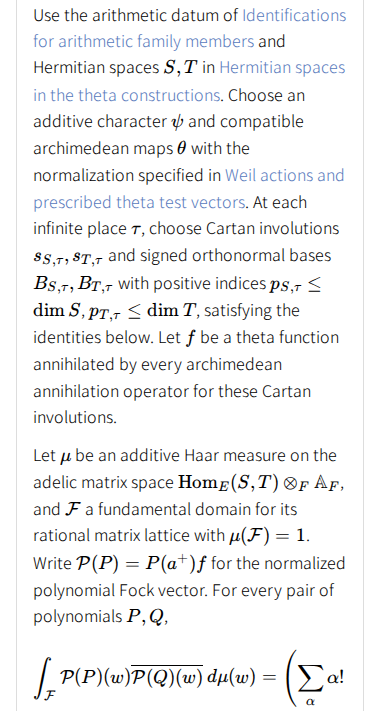 Use the arithmetic datum of Identifications
for arithmetic family members and
Hermitian spaces S, T in Hermitian spaces
in the theta constructions. Choose an
additive character ψ and compatible
archimedean maps θ with the
normalization specified in Weil actions and
prescribed theta test vectors. At each
infinite place τ, choose Cartan involutions
s_{S,τ}, s_{T,τ} and signed orthonormal bases
B_{S,τ}, B_{T,τ} with positive indices p_{S,τ} ≤
dim S, p_{T,τ} ≤ dim T, satisfying the
identities below. Let f be a theta function
annihilated by every archimedean
annihilation operator for these Cartan
involutions.
Let μ be an additive Haar measure on the
adelic matrix space Hom_E(S, T) ⊗_F 𝔸_F,
and 𝓕 a fundamental domain for its
rational matrix lattice with μ(𝓕) = 1.
Write 𝒫(P) = P(a⁺)f for the normalized
polynomial Fock vector. For every pair of
polynomials P, Q,
∫_𝓕 𝒫(P)(w)\overline{𝒫(Q)(w)} dμ(w) = (∑_α α!